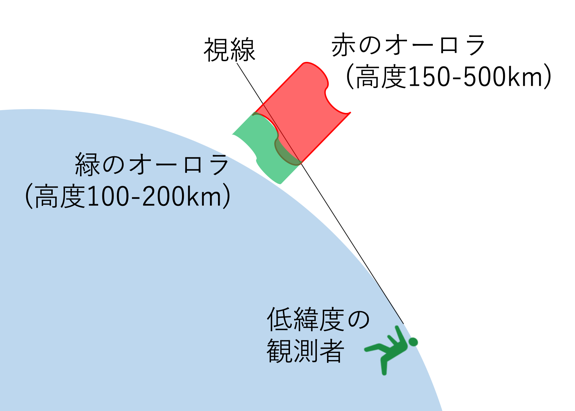 視線
赤のオーロラ
(高度150-500km)
緑のオーロラ
(高度100-200km)
低緯度の
観測者